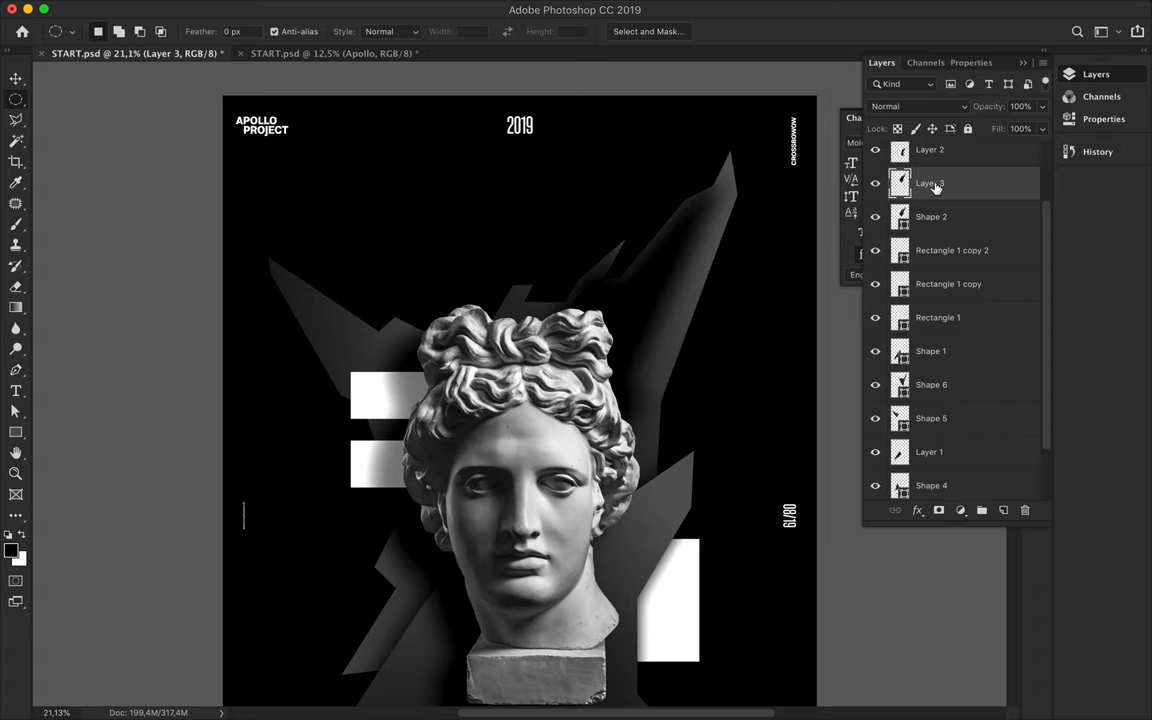 Adobe Photoshop CC 2019
Feather: 0 px
Anti-alias
Style: Normal
Width:
Height:
Select and Mask...
START.psd @ 21,1% (Layer 3, RGB/8) *
START.psd @ 12,5% (Apollo, RGB/8) *
APOLLO
PROJECT
2019
CROSSBOWOW
08/19
Layers Channels Properties
Kind
Normal Opacity: 100%
Lock: Fill: 100%
Layer 2
Layer 3
Shape 2
Rectangle 1 copy 2
Rectangle 1 copy
Rectangle 1
Shape 1
Shape 6
Shape 5
Layer 1
Shape 4
fx
Layers
Channels
Properties
History
Cha
Mol
Eng
21,13% Doc: 199,4M/317,4M